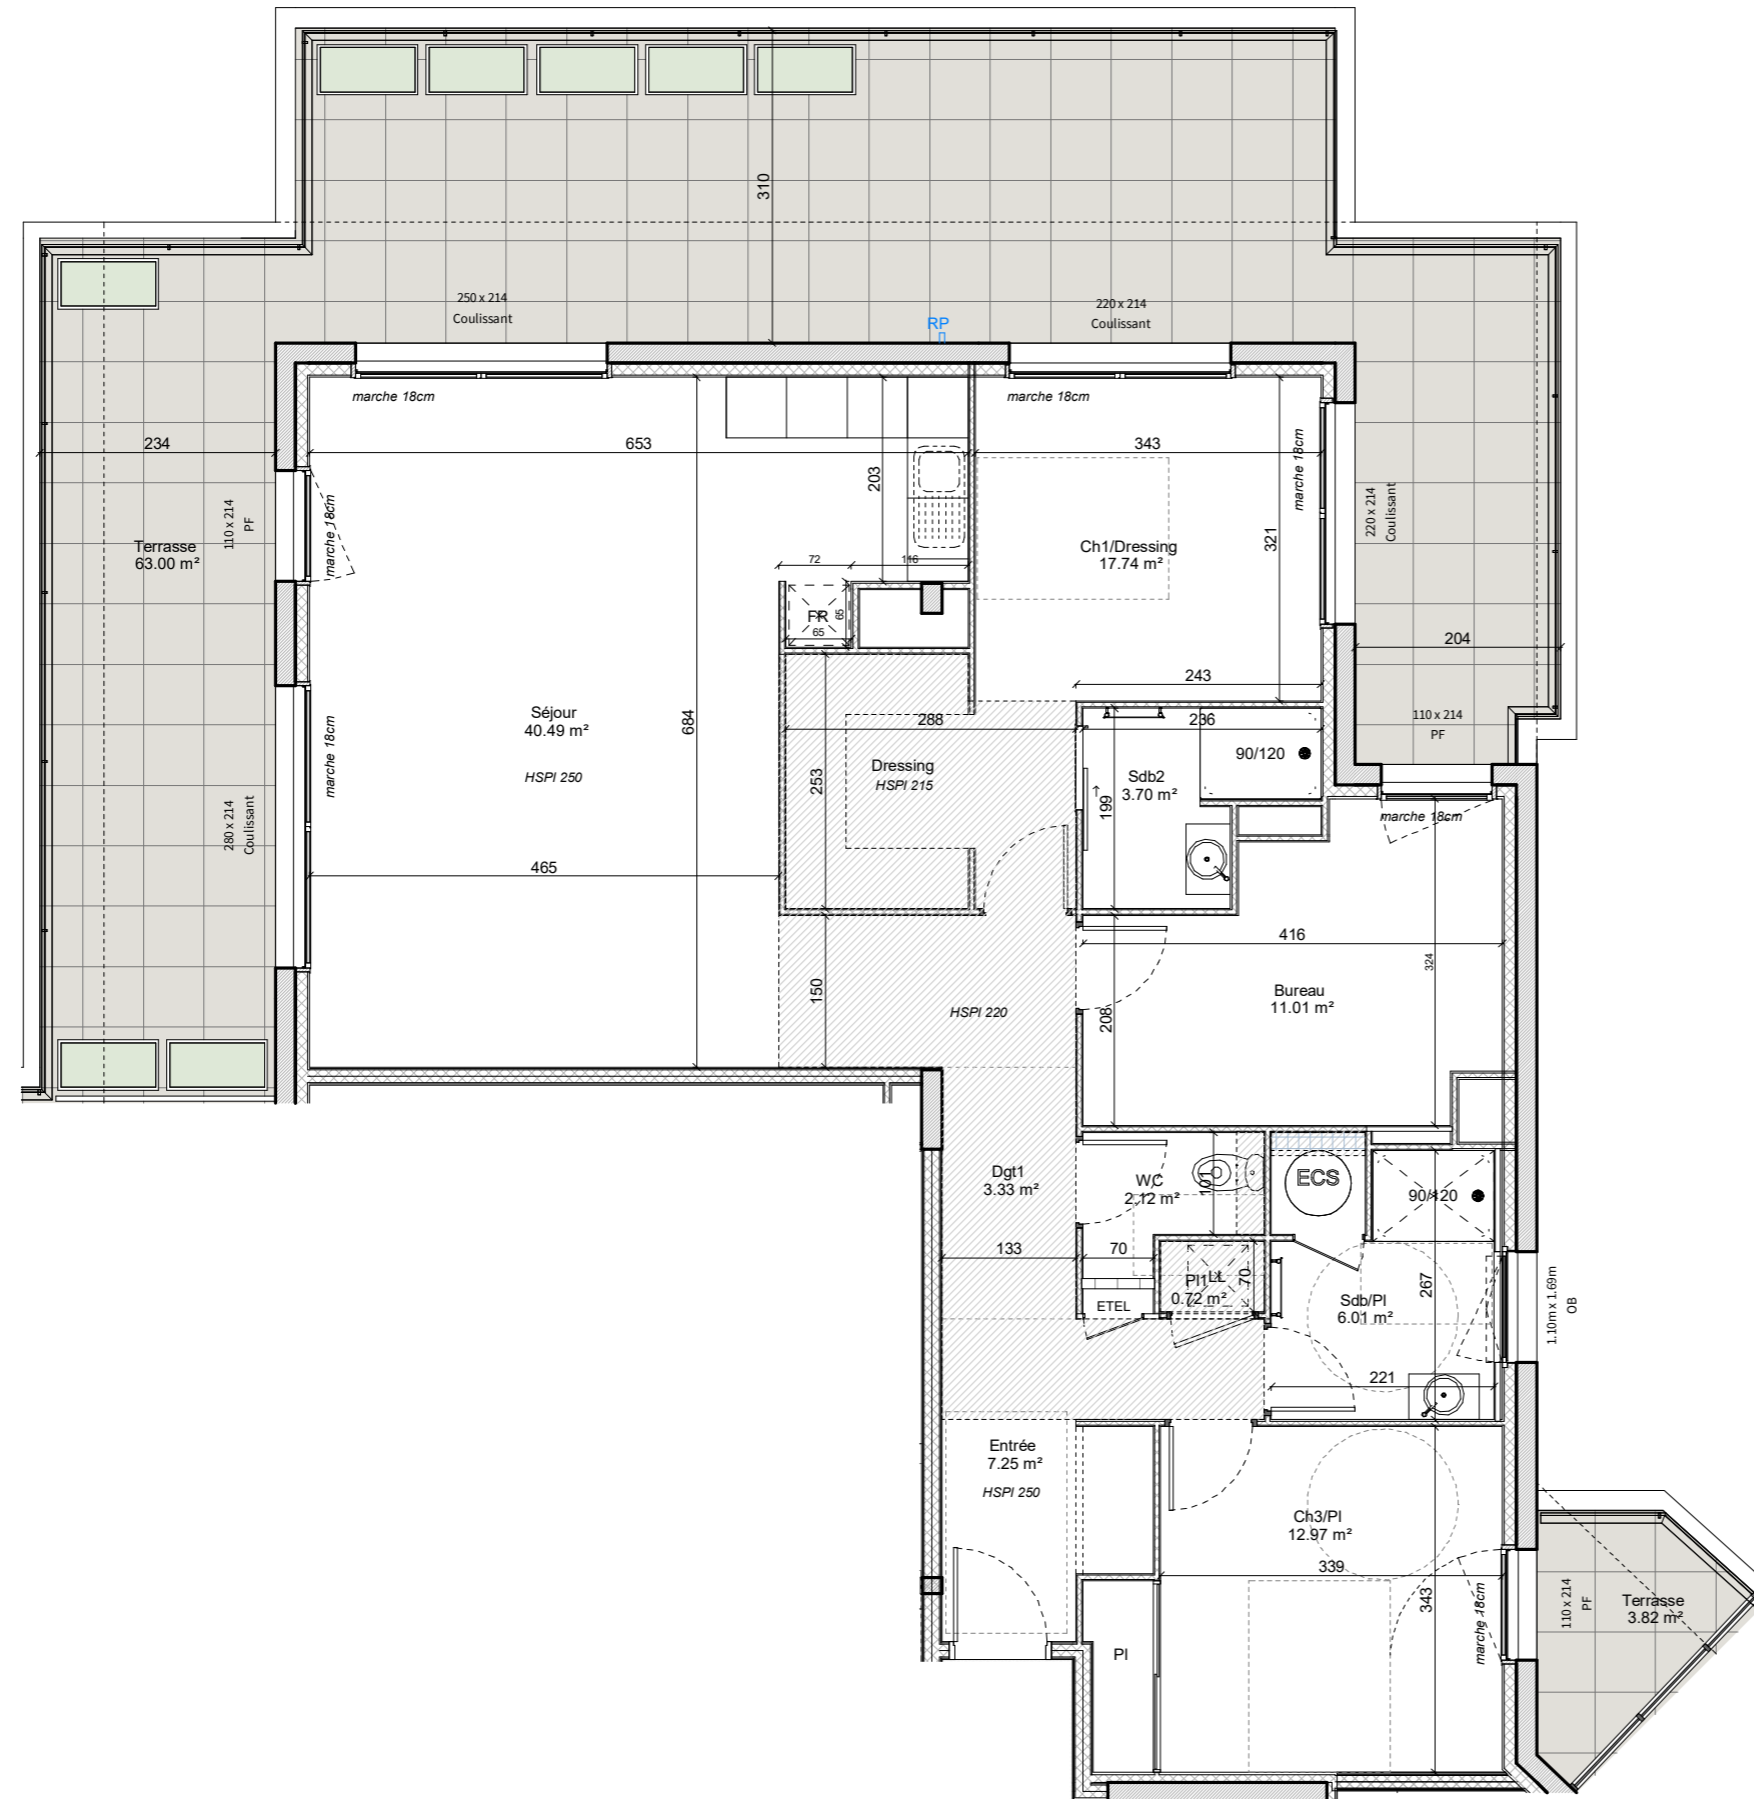 310
250 x 214
Coulissant
RP
220 x 214
Coulissant
marche 18cm
marche 18cm
234
653
343
203
marche 18cm
110 x 214
PF
marche 18cm
220 x 214
Coulissant
Terrasse
63.00 m²
Ch1/Dressing
17.74 m²
321
72
116
FR
65
65
204
243
Séjour
40.49 m²
HSPI 250
684
marche 18cm
288
236
110 x 214
PF
90/120
Dressing
HSPI 215
253
Sdb2
3.70 m²
199
280 x 214
Coulissant
marche 18cm
465
416
324
150
HSPI 220
208
Bureau
11.01 m²
Dgt1
3.33 m²
WC
2.12 m²
101
ECS
90/120
133
70
Pl1
LL
0.72 m²
70
ETEL
267
Sdb/Pl
6.01 m²
1.10m x 1.69m
OB
221
Entrée
7.25 m²
HSPI 250
Ch3/Pl
12.97 m²
339
343
marche 18cm
110 x 214
PF
Terrasse
3.82 m²
Pl